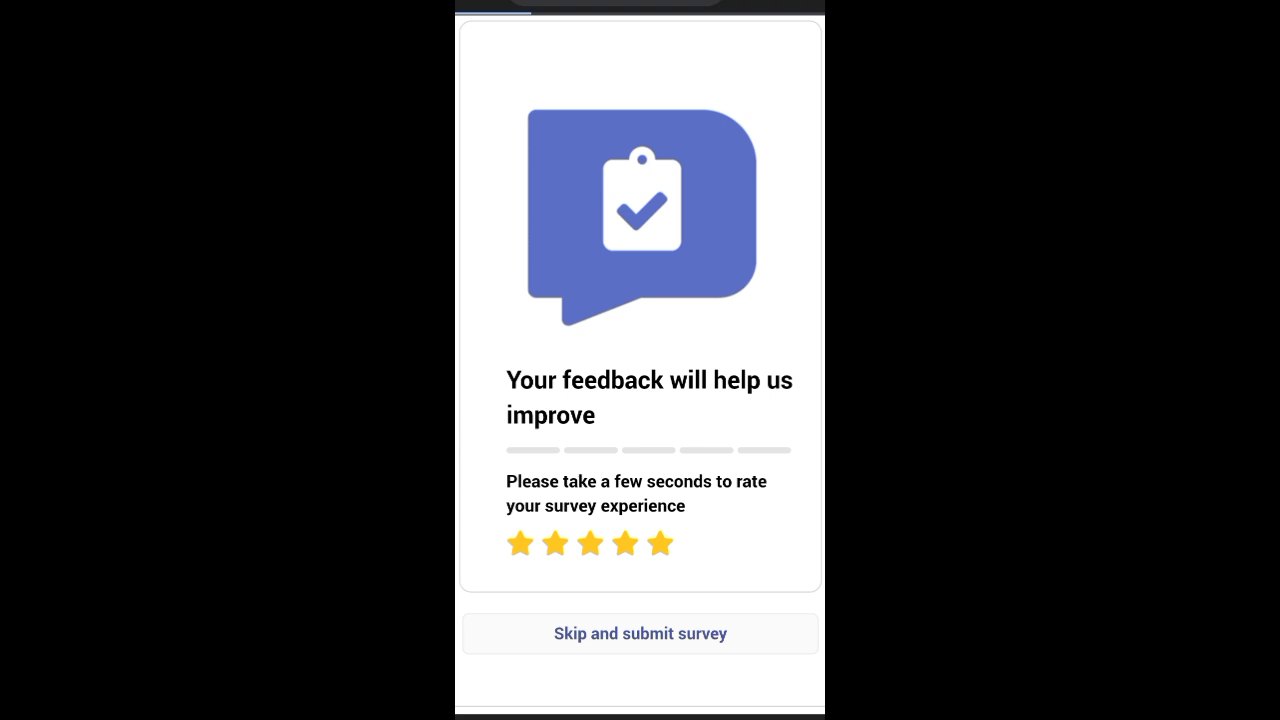 Your feedback will help us
improve
Please take a few seconds to rate
your survey experience
Skip and submit survey